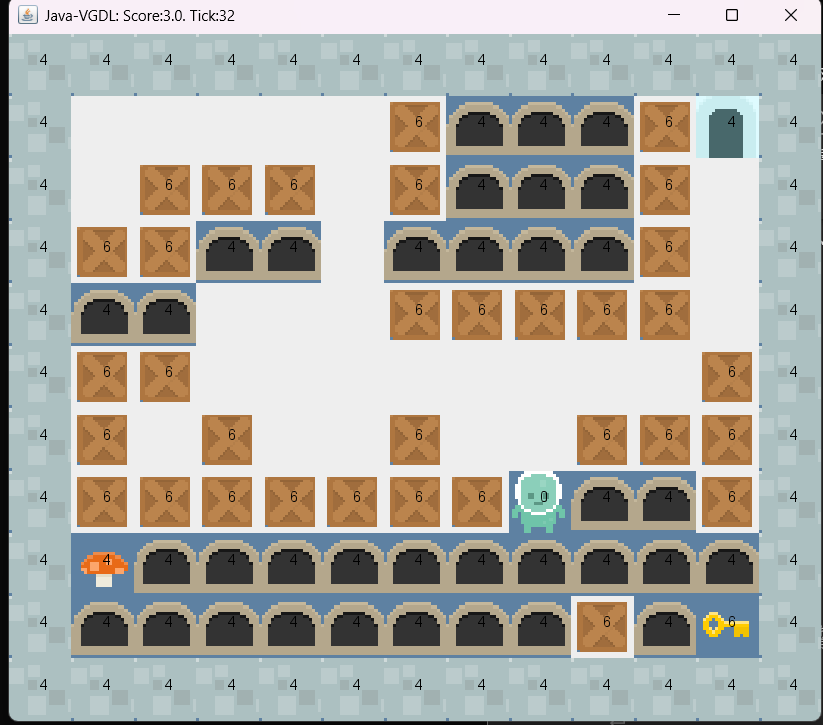 Java-VGDL: Score:3.0. Tick:32
4 4 4 4 4 4 4 4 4 4 4 4 4
4 6 4 4 4 6 4 4
4 6 6 6 6 4 4 4 6 4
4 6 6 4 4 4 4 4 4 6 4
4 4 4 6 6 6 6 6 4
4 6 6 6 4
4 6 6 6 6 6 6 4
4 6 6 6 6 6 6 6 0 4 4 6 4
4 4 4 4 4 4 4 4 4 4 4 4 4
4 4 4 4 4 4 4 4 4 6 4 6 4
4 4 4 4 4 4 4 4 4 4 4 4 4